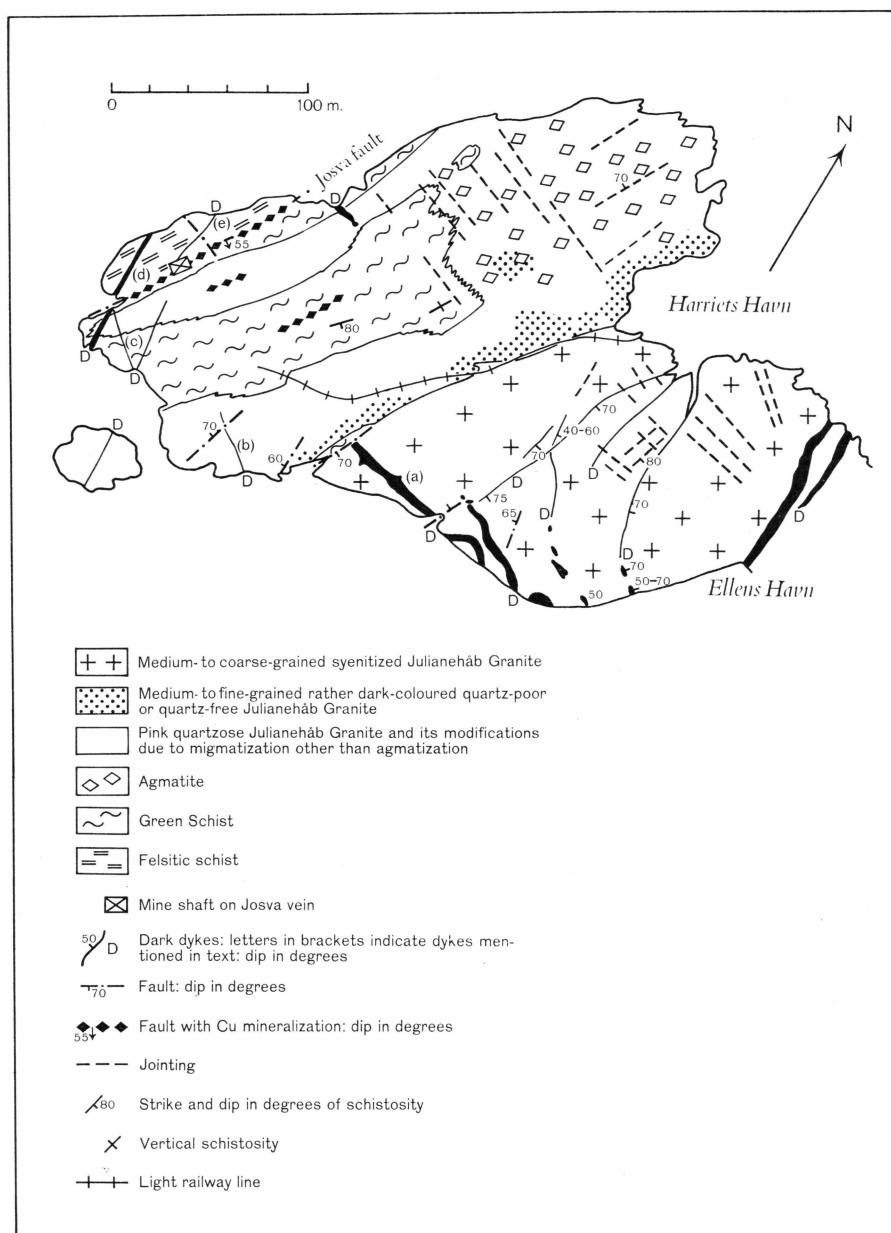 0 100 m.
N
Josva fault
D
D
(e)
55
70
(d)
Harriets Havn
80
D
(c)
D
D
70
(b)
D
60
70
(a)
40-60
70
70
D
D
80
75
65
D
D
70
D
D
70
50-70
50
D
D
Ellens Havn
Medium- to coarse-grained syenitized Julianehåb Granite
Medium- to fine-grained rather dark-coloured quartz-poor
or quartz-free Julianehåb Granite
Pink quartzose Julianehåb Granite and its modifications
due to migmatization other than agmatization
Agmatite
Green Schist
Felsitic schist
Mine shaft on Josva vein
50 D Dark dykes: letters in brackets indicate dykes men-
tioned in text: dip in degrees
70 Fault: dip in degrees
55 Fault with Cu mineralization: dip in degrees
Jointing
80 Strike and dip in degrees of schistosity
Vertical schistosity
Light railway line